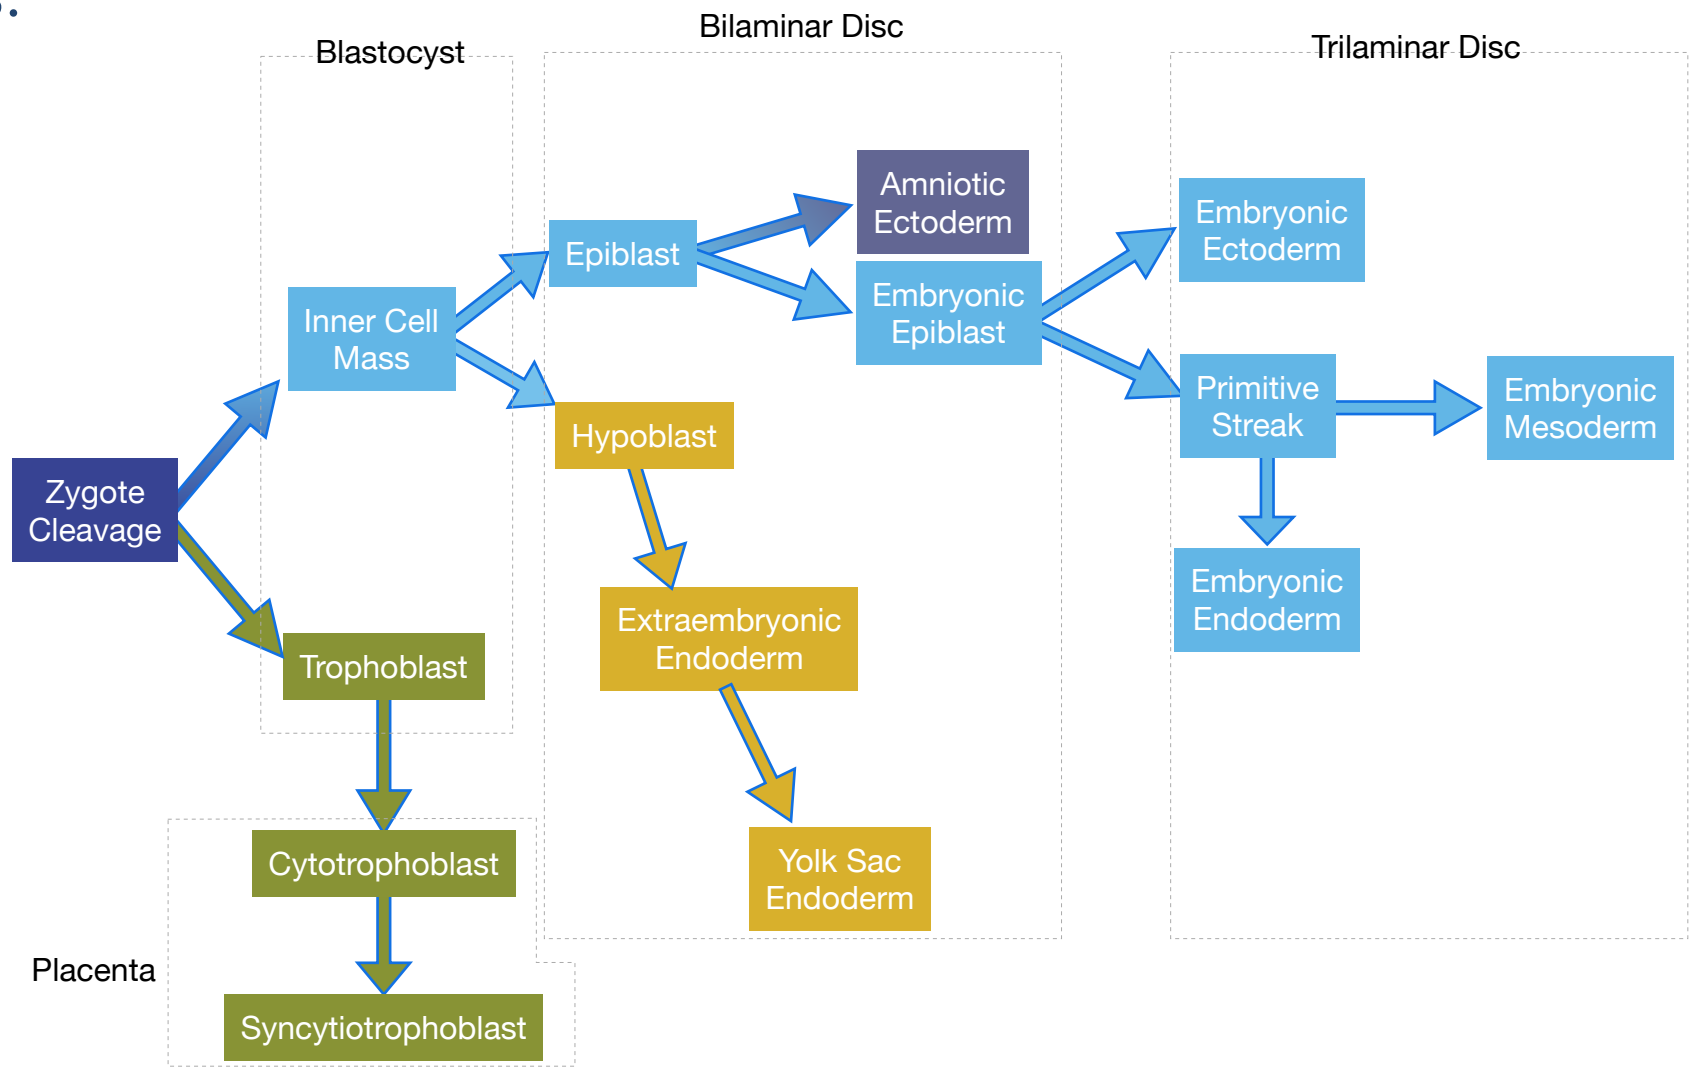 Blastocyst
Bilaminar Disc
Trilaminar Disc
Amniotic
Ectoderm
Embryonic
Ectoderm
Epiblast
Embryonic
Epiblast
Inner Cell
Mass
Primitive
Streak
Embryonic
Mesoderm
Hypoblast
Zygote
Cleavage
Embryonic
Endoderm
Extraembryonic
Endoderm
Trophoblast
Cytotrophoblast
Yolk Sac
Endoderm
Placenta
Syncytiotrophoblast